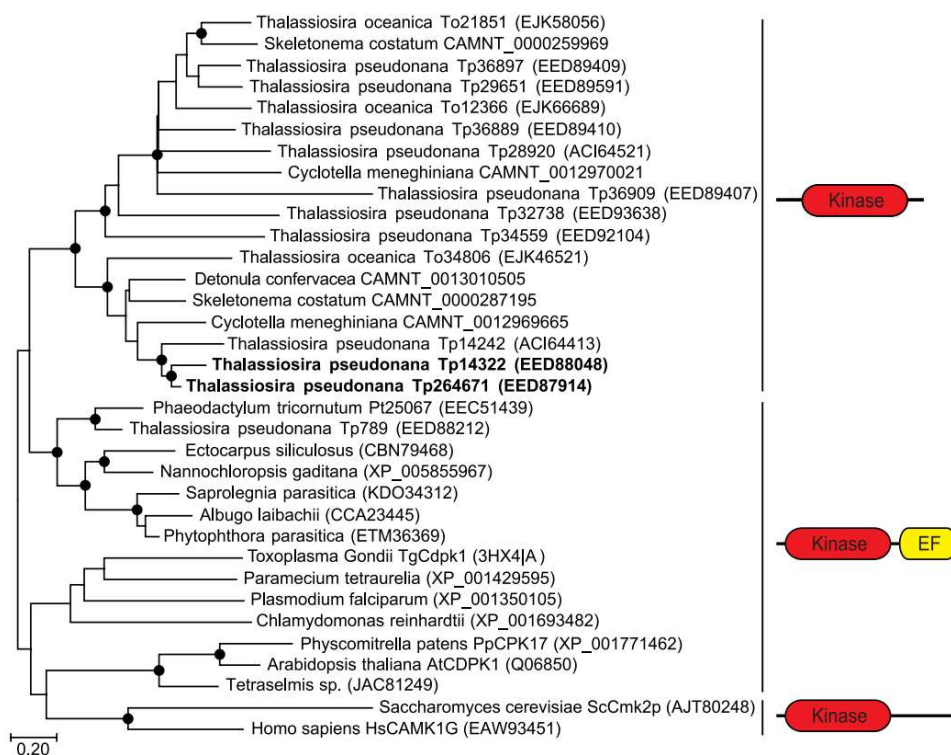 Thalassiosira oceanica To21851 (EJK58056)
Skeletonema costatum CAMNT_0000259969
Thalassiosira pseudonana Tp36897 (EED89409)
Thalassiosira pseudonana Tp29651 (EED89591)
Thalassiosira oceanica To12366 (EJK66689)
Thalassiosira pseudonana Tp36889 (EED89410)
Thalassiosira pseudonana Tp28920 (ACI64521)
Cyclotella meneghiniana CAMNT_0012970021
Thalassiosira pseudonana Tp36909 (EED89407)
Kinase
Thalassiosira pseudonana Tp32738 (EED93638)
Thalassiosira pseudonana Tp34559 (EED92104)
Thalassiosira oceanica To34806 (EJK46521)
Detonula confervacea CAMNT_0013010505
Skeletonema costatum CAMNT_0000287195
Cyclotella meneghiniana CAMNT_0012969665
Thalassiosira pseudonana Tp14242 (ACI64413)
Thalassiosira pseudonana Tp14322 (EED88048)
Thalassiosira pseudonana Tp264671 (EED87914)
Phaeodactylum tricornutum Pt25067 (EEC51439)
Thalassiosira pseudonana Tp789 (EED88212)
Ectocarpus siliculosus (CBN79468)
Nannochloropsis gaditana (XP_005855967)
Saprolegnia parasitica (KDO34312)
Albugo laibachii (CCA23445)
Phytophthora parasitica (ETM36369)
Kinase EF
Toxoplasma Gondii TgCdpk1 (3HX4|A)
Paramecium tetraurelia (XP_001429595)
Plasmodium falciparum (XP_001350105)
Chlamydomonas reinhardtii (XP_001693482)
Physcomitrella patens PpCPK17 (XP_001771462)
Arabidopsis thaliana AtCDPK1 (Q06850)
Tetraselmis sp. (JAC81249)
Saccharomyces cerevisiae ScCmk2p (AJT80248)
Kinase
Homo sapiens HsCAMK1G (EAW93451)
0.20